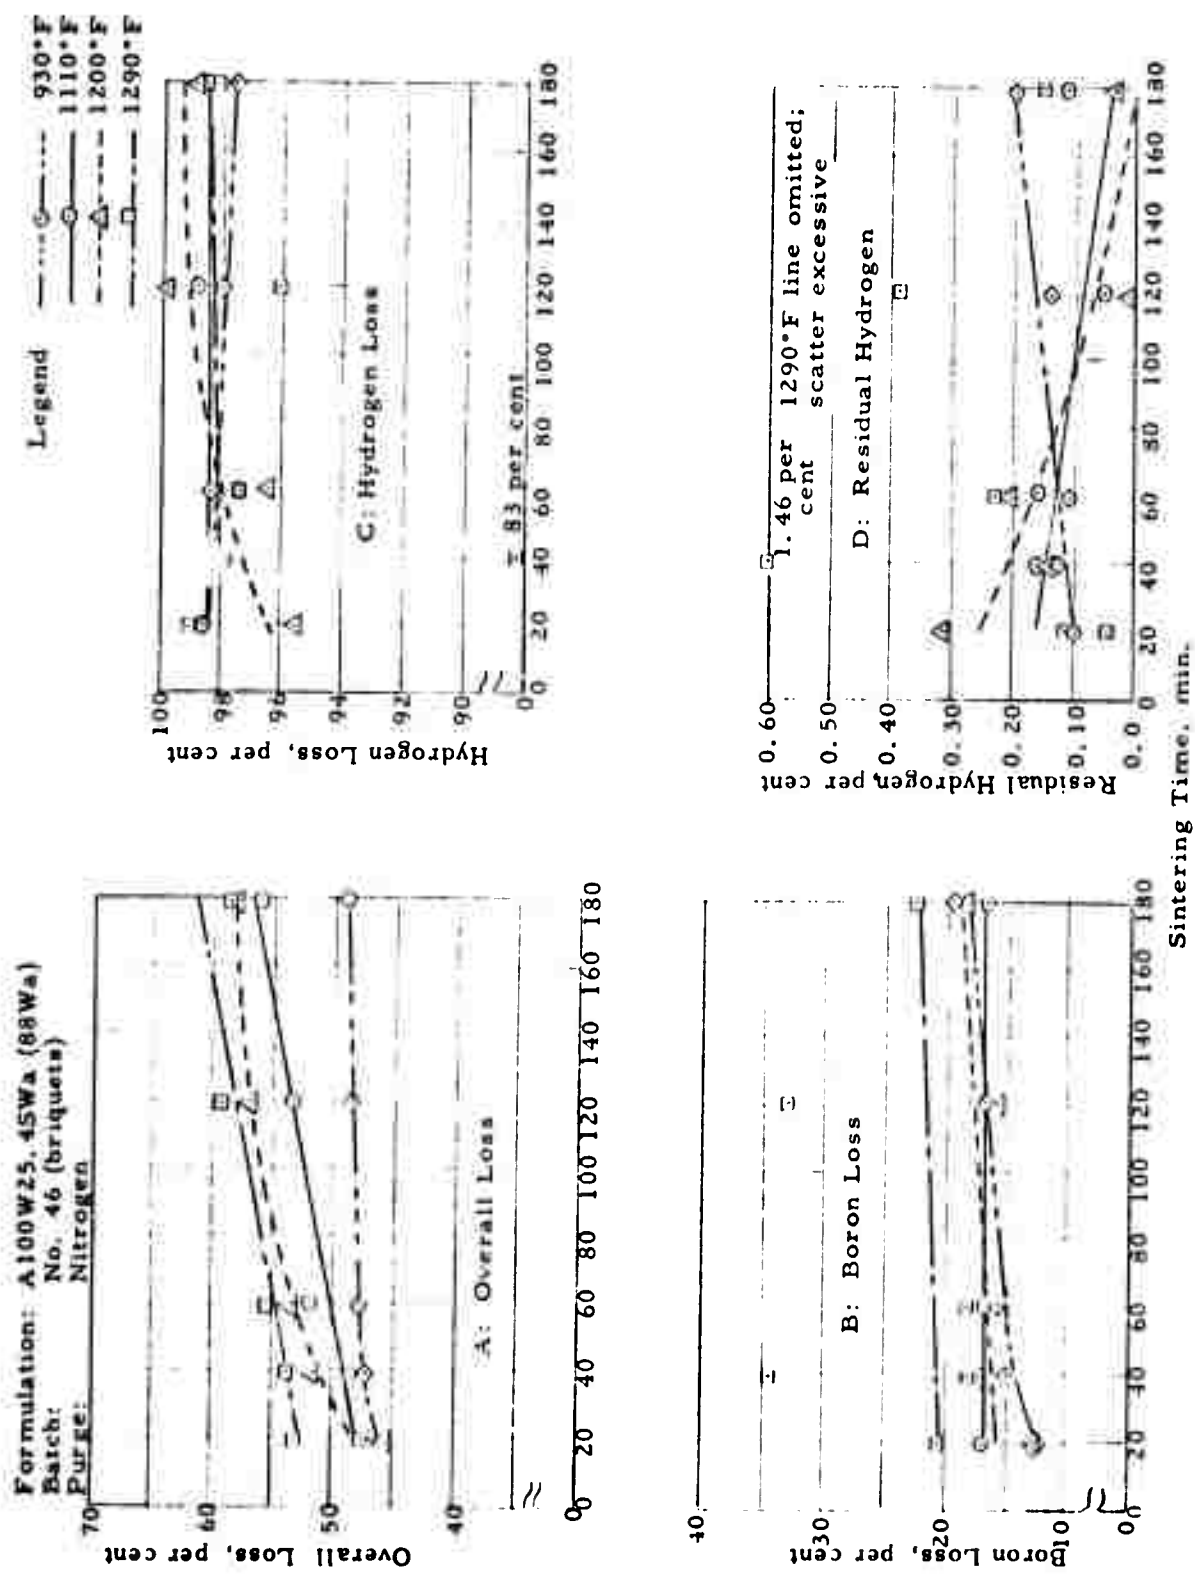 Formulation: A100W25.45Wa (88Wa)
Batch: No. 46 (briquets)
Purge: Nitrogen
Legend
930°F
1110°F
1200°F
1290°F
Overall Loss, per cent
70
60
50
40
0
A: Overall Loss
0 20 40 60 80 100 120 140 160 180
Hydrogen Loss, per cent
100
98
96
94
92
90
0
C: Hydrogen Loss
83 per cent
0 20 40 60 80 100 120 140 160 180
Boron Loss, per cent
40
30
20
10
0
B: Boron Loss
0 20 40 60 80 100 120 140 160 180
Residual Hydrogen, per cent
0.60
0.50
0.40
0.30
0.20
0.10
0.0
1.46 per cent
1290°F line omitted;
scatter excessive
D: Residual Hydrogen
0 20 40 60 80 100 120 140 160 180
Sintering Time, min.